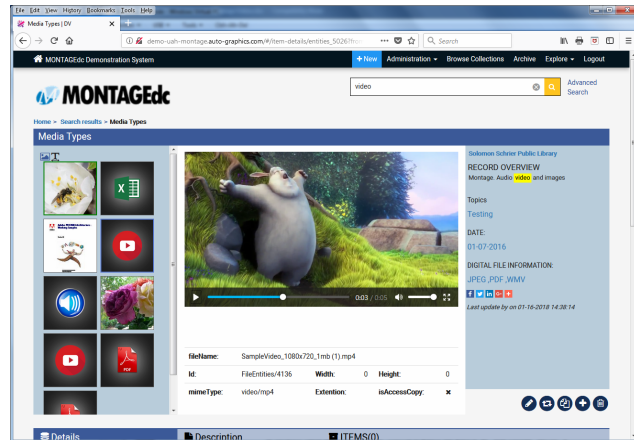 File Edit View History Bookmarks Tools Help
Media Types | DV
demo-uah-montage.auto-graphics.com/#/item-details/entities_5026?fro
Search
MONTAGEdc Demonstration System
+ New Administration Browse Collections Archive Explore Logout
MONTAGEdc
video
Advanced Search
Home > Search results > Media Types
Media Types
Solomon Schrier Public Library
RECORD OVERVIEW
Montage. Audio video and images
Topics
Testing
DATE:
01-07-2016
DIGITAL FILE INFORMATION:
JPEG ,PDF ,WMV
Last update by on 01-16-2018 14:38:14
PDF
0:03 / 0:05
fileName: SampleVideo_1080x720_1mb (1).mp4
Id: FileEntities/4136 Width: 0 Height: 0
mimeType: video/mp4 Extention: isAccessCopy: ✖
Details
Description
ITEMS(0)